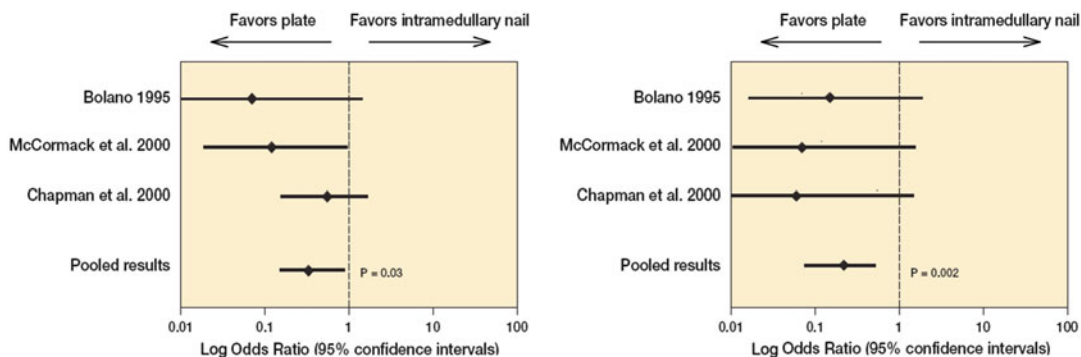 Favors plate
Favors intramedullary nail
Bolano 1995
McCormack et al. 2000
Chapman et al. 2000
Pooled results
P = 0.03
0.01
0.1
1
10
100
Log Odds Ratio (95% confidence intervals)
Favors plate
Favors intramedullary nail
Bolano 1995
McCormack et al. 2000
Chapman et al. 2000
Pooled results
P = 0.002
0.01
0.1
1
10
100
Log Odds Ratio (95% confidence intervals)